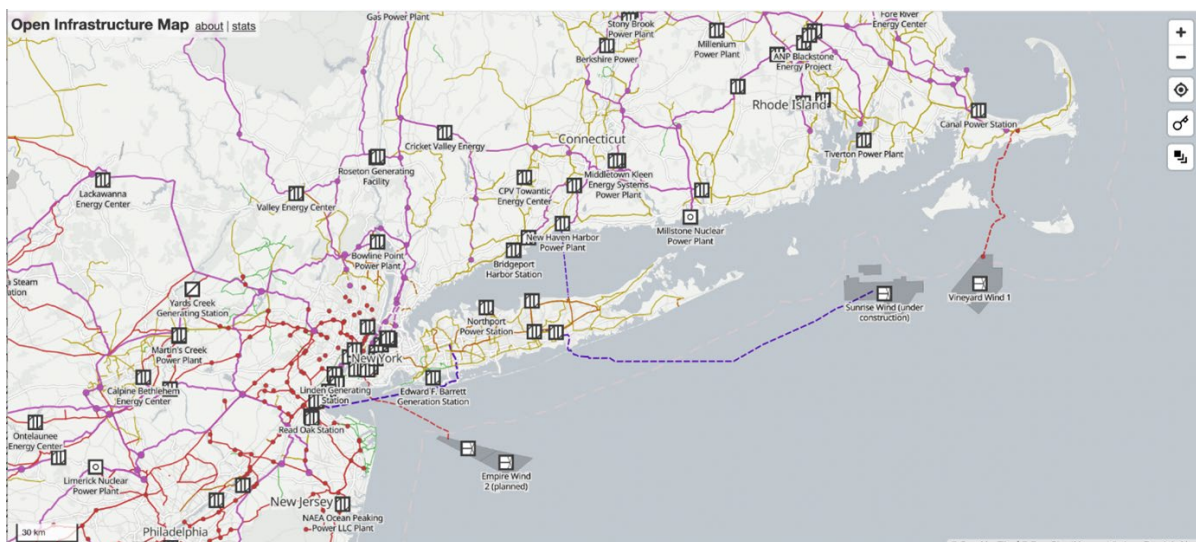 Open Infrastructure Map about | stats
Gas Power Plant
Stony Brook
Power Plant
Berkshire Power
Millenium
Power Plant
Fore River
Energy Center
ANP Blackstone
Energy Project
Rhode Island
Canal Power Station
Connecticut
Cricket Valley Energy
Tiverton Power Plant
Roseton Generating
Facility
Middletown Kleen
Energy Systems
Power Plant
Lackawanna
Energy Center
Valley Energy Center
CPV Towantic
Energy Center
Millstone Nuclear
Power Plant
New Haven Harbor
Power Plant
Bowline Point
Power Plant
Bridgeport
Harbor Station
a Steam
ation
Yards Creek
Generating Station
Northport
Power Station
Sunrise Wind (under
construction)
Vineyard Wind 1
Martin's Creek
Power Plant
New York
Calpine Bethlehem
Energy Center
Linden Generating
Station
Edward F. Barrett
Generation Station
Read Oak Station
Ontelaunee
Energy Center
Limerick Nuclear
Power Plant
Empire Wind
2 (planned)
New Jersey
NAEA Ocean Peaking
Power LLC Plant
30 km
Philadelphia